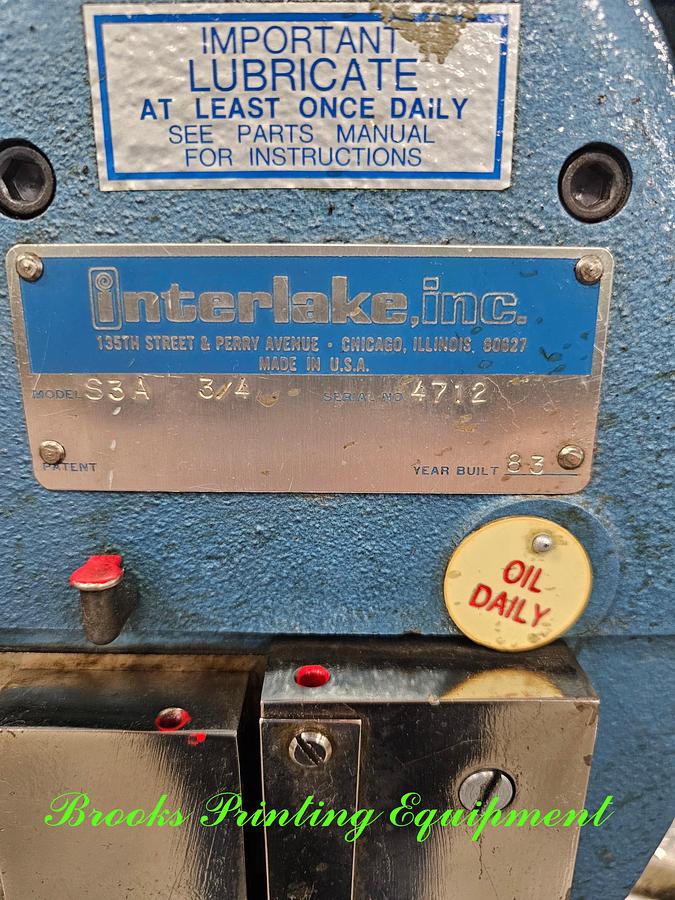 IMPORTANT
LUBRICATE
AT LEAST ONCE DAILY
SEE PARTS MANUAL
FOR INSTRUCTIONS
interlake, inc.
135TH STREET & PERRY AVENUE · CHICAGO, ILLINOIS, 60627
MADE IN U.S.A.
MODEL S3A 3/4 SERIAL NO 4712
PATENT YEAR BUILT 83
OIL
DAILY
Brooks Printing Equipment